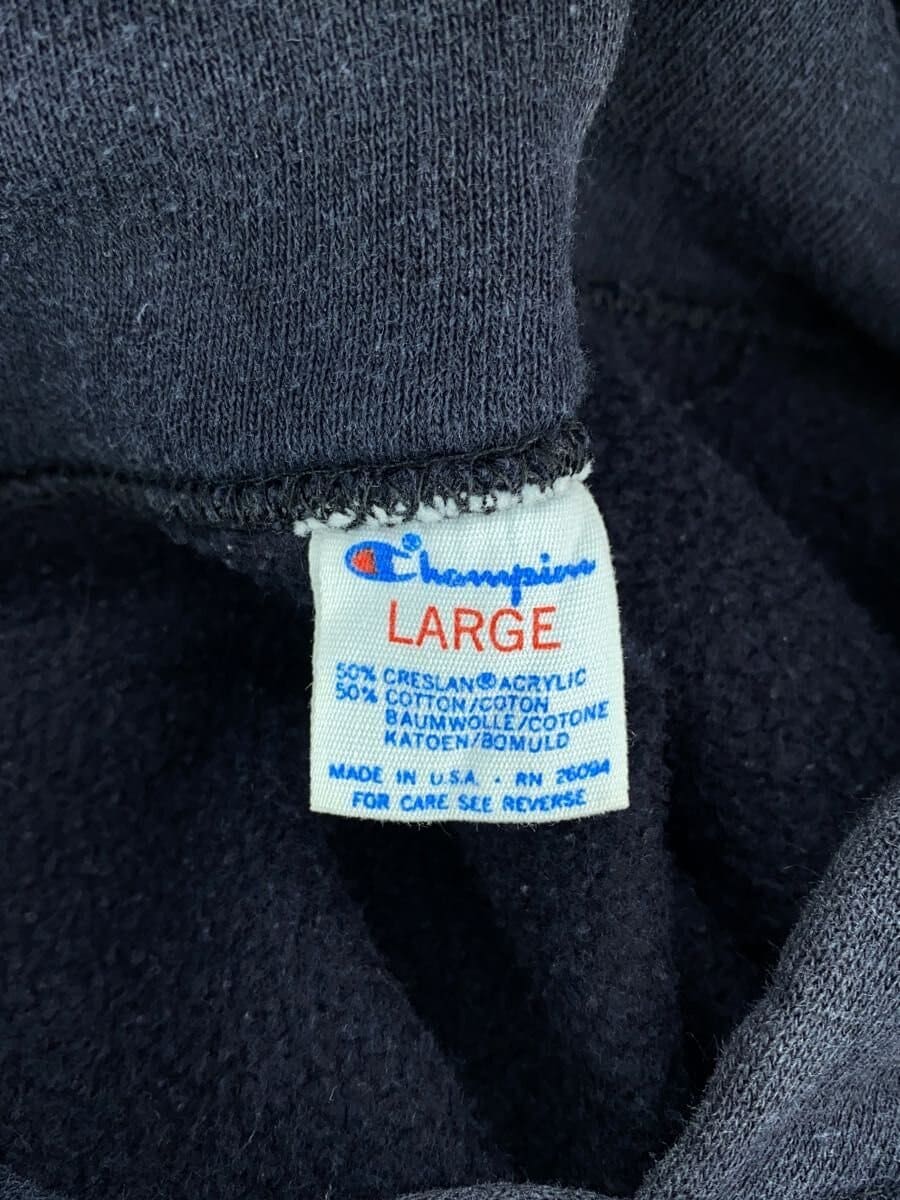 Champion®
LARGE
50% CRESLAN® ACRYLIC
50% COTTON/COTON
BAUMWOLLE/COTONE
KATOEN/BOMULD
MADE IN U.S.A. · RN 26094
FOR CARE SEE REVERSE